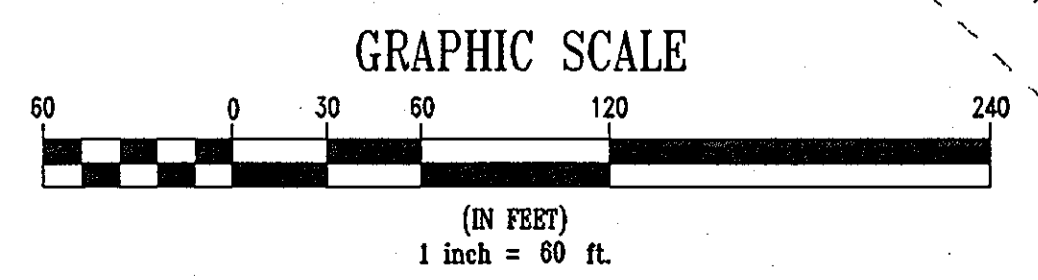 GRAPHIC SCALE
60 0 30 60 120 240
(IN FEET)
1 inch = 60 ft.